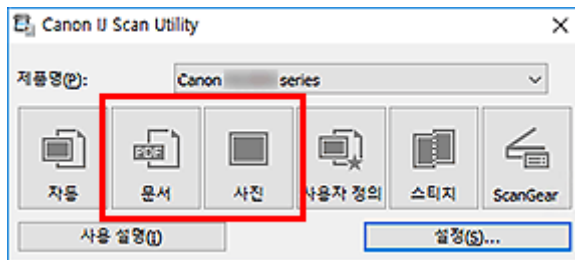 Canon IJ Scan Utility
제품명(P): Canon series
PDF
자동 문서 사진 사용자 정의 스티치 ScanGear
사용 설명(I) 설정(S)...